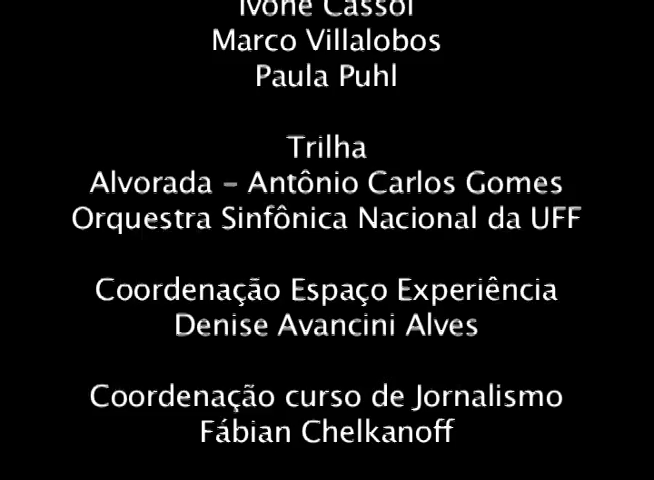 Ivone Cassol
Marco Villalobos
Paula Puhl
Trilha
Alvorada - Antônio Carlos Gomes
Orquestra Sinfônica Nacional da UFF
Coordenação Espaço Experiência
Denise Avancini Alves
Coordenação curso de Jornalismo
Fábian Chelkanoff